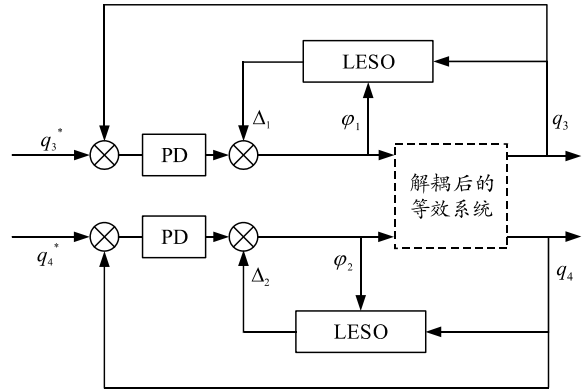 LESO
Δ₁
φ₁
q₃
q₃*
PD
解耦后的
等效系统
q₄*
PD
Δ₂
φ₂
q₄
LESO